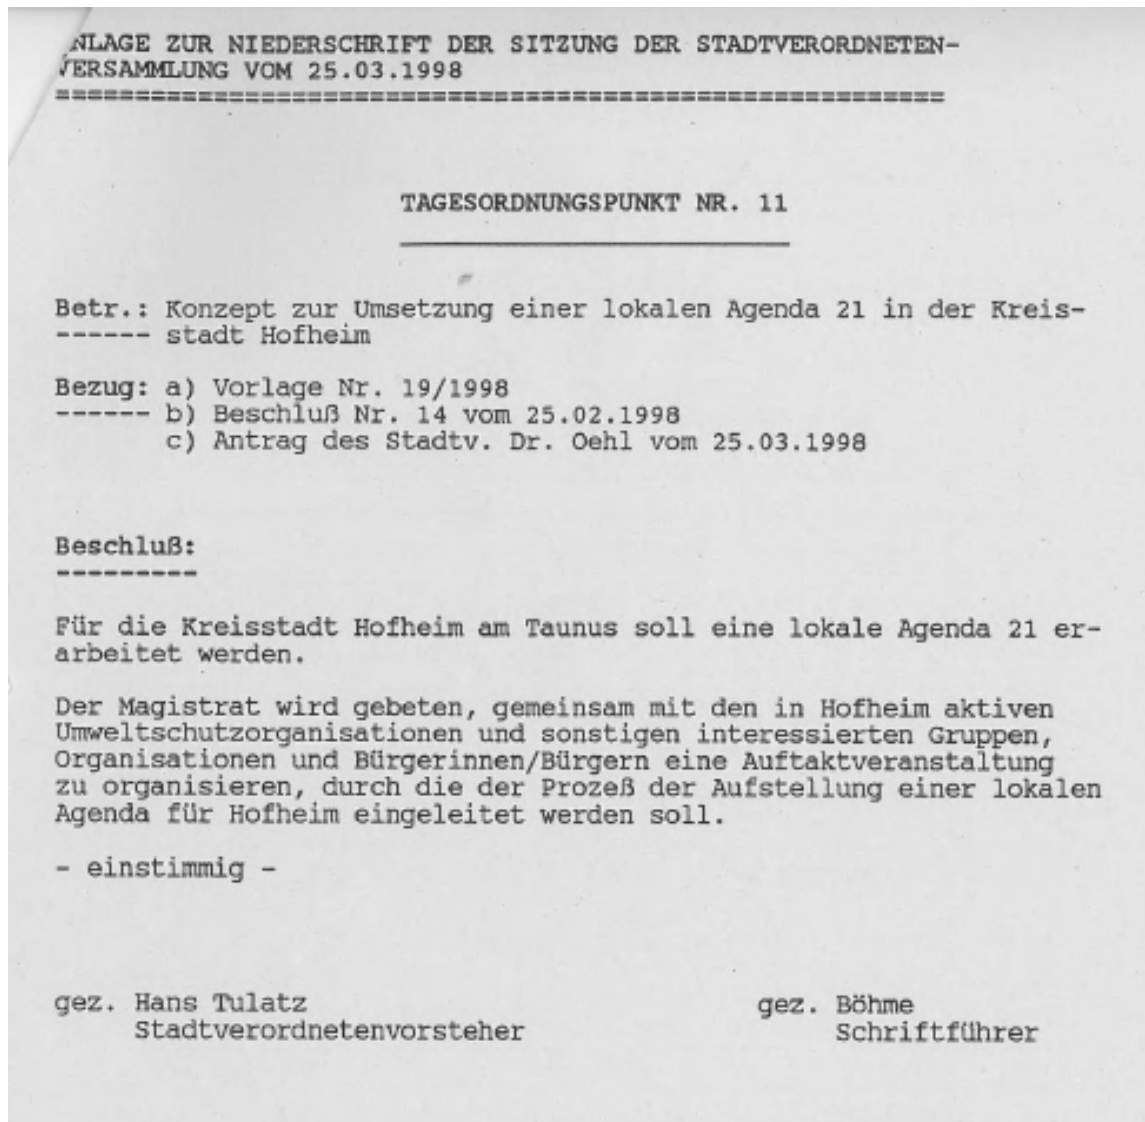 NLAGE ZUR NIEDERSCHRIFT DER SITZUNG DER STADTVERORDNETEN-
VERSAMMLUNG VOM 25.03.1998
=========================================================
TAGESORDNUNGSPUNKT NR. 11
Betr.: Konzept zur Umsetzung einer lokalen Agenda 21 in der Kreis-
------ stadt Hofheim
Bezug: a) Vorlage Nr. 19/1998
------ b) Beschluß Nr. 14 vom 25.02.1998
c) Antrag des Stadtv. Dr. Oehl vom 25.03.1998
Beschluß:
---------
Für die Kreisstadt Hofheim am Taunus soll eine lokale Agenda 21 er-
arbeitet werden.
Der Magistrat wird gebeten, gemeinsam mit den in Hofheim aktiven
Umweltschutzorganisationen und sonstigen interessierten Gruppen,
Organisationen und Bürgerinnen/Bürgern eine Auftaktveranstaltung
zu organisieren, durch die der Prozeß der Aufstellung einer lokalen
Agenda für Hofheim eingeleitet werden soll.
- einstimmig -
gez. Hans Tulatz gez. Böhme
Stadtverordnetenvorsteher Schriftführer